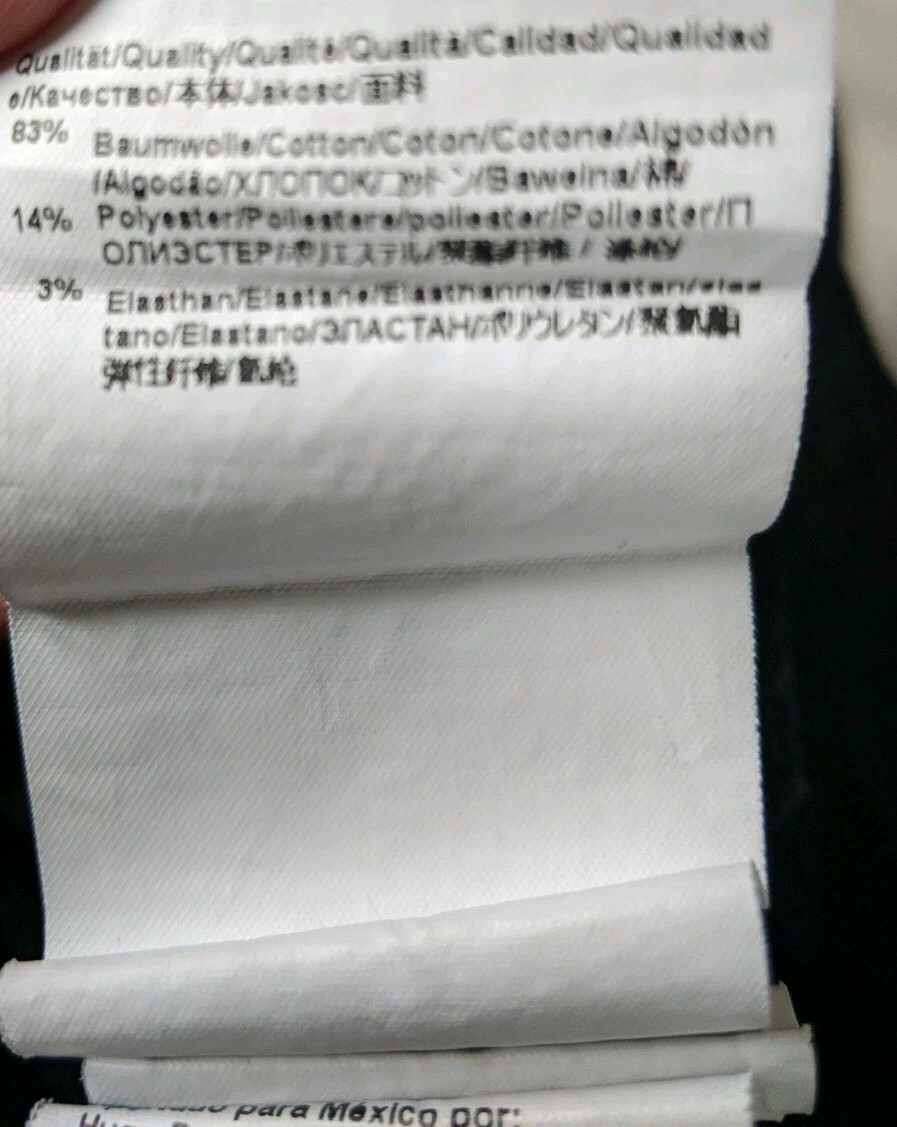 Qualität/Quality/Qualité/Qualità/Calidad/Qualidad
e/Качество/本体/Jakosc/面料
83% Baumwolle/Cotton/Coton/Cotone/Algodón
/Algodão/ХЛОПОК/コットン/Bawelna/棉/
14% Polyester/Poliestere/poliester/Poliester/П
ОЛИЭСТЕР/ポリエステル/聚酯纤维 / 涤纶/
3% Elasthan/Elastane/Elasthanne/Elastan/elas
tano/Elastano/ЭЛАСТАН/ポリウレタン/聚氨酯
弹性纤维/氨纶
para México por: